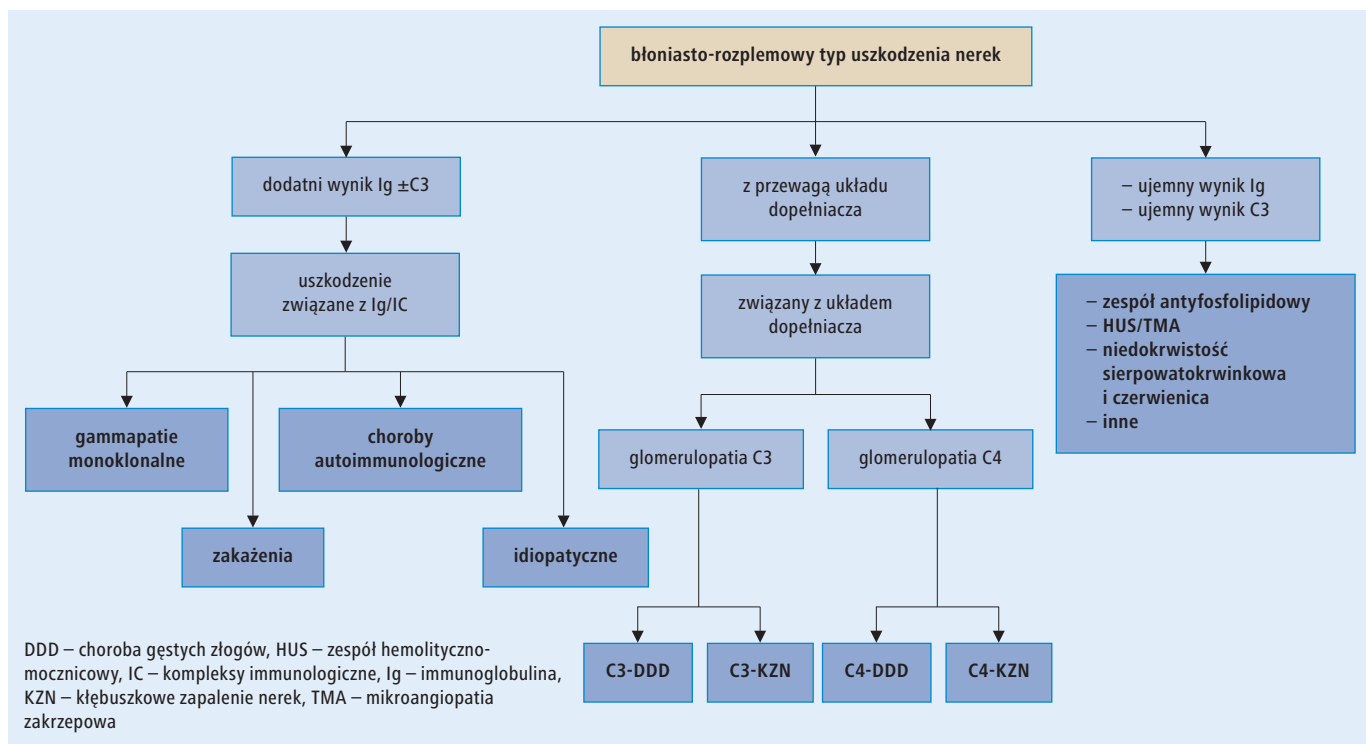 błoniasto-rozplemowy typ uszkodzenia nerek
dodatni wynik Ig ±C3
z przewagą układu
dopełniacza
– ujemny wynik Ig
– ujemny wynik C3
uszkodzenie
związane z Ig/IC
związany z układem
dopełniacza
– zespół antyfosfolipidowy
– HUS/TMA
– niedokrwistość
sierpowatokrwinkowa
i czerwienica
– inne
gammapatie
monoklonalne
choroby
autoimmunologiczne
glomerulopatia C3
glomerulopatia C4
zakażenia
idiopatyczne
C3-DDD
C3-KZN
C4-DDD
C4-KZN
DDD – choroba gęstych złogów, HUS – zespół hemolityczno-
mocznicowy, IC – kompleksy immunologiczne, Ig – immunoglobulina,
KZN – kłębuszkowe zapalenie nerek, TMA – mikroangiopatia
zakrzepowa